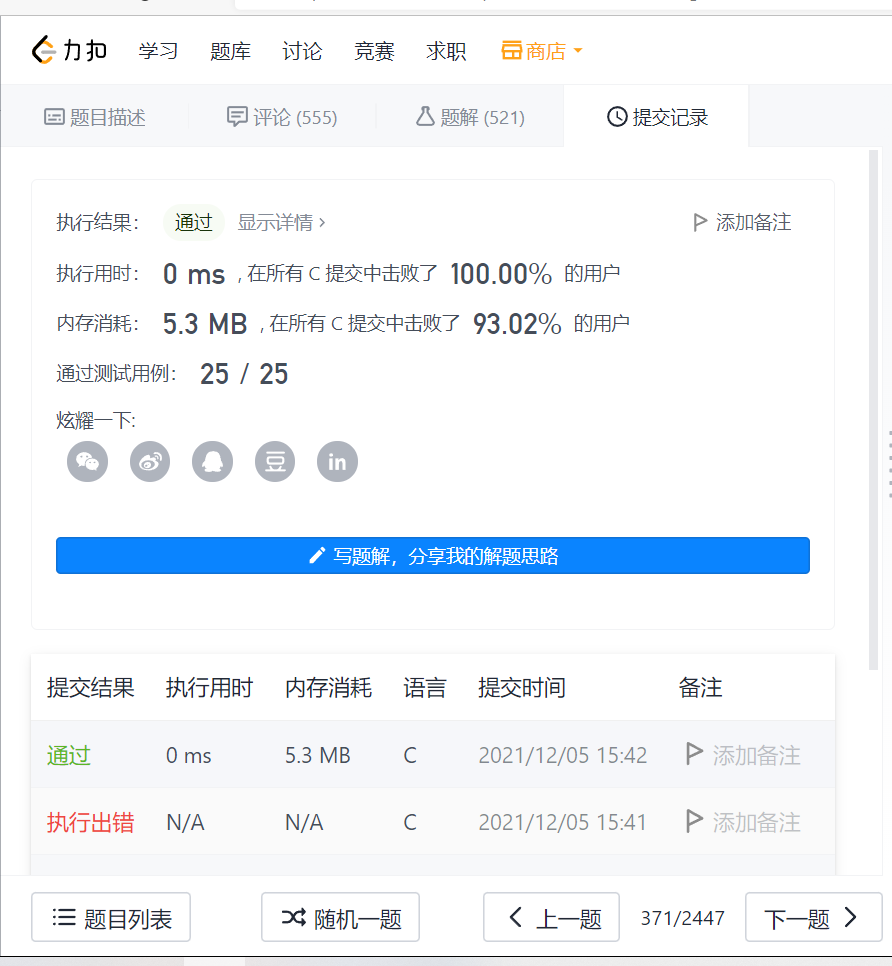 力扣 学习 题库 讨论 竞赛 求职 商店
题目描述 评论 (555) 题解 (521) 提交记录
执行结果： 通过 显示详情 › 添加备注
执行用时： 0 ms , 在所有 C 提交中击败了 100.00% 的用户
内存消耗： 5.3 MB , 在所有 C 提交中击败了 93.02% 的用户
通过测试用例： 25 / 25
炫耀一下:
豆 in
写题解，分享我的解题思路
提交结果 执行用时 内存消耗 语言 提交时间 备注
通过 0 ms 5.3 MB C 2021/12/05 15:42 添加备注
执行出错 N/A N/A C 2021/12/05 15:41 添加备注
题目列表 随机一题 上一题 371/2447 下一题